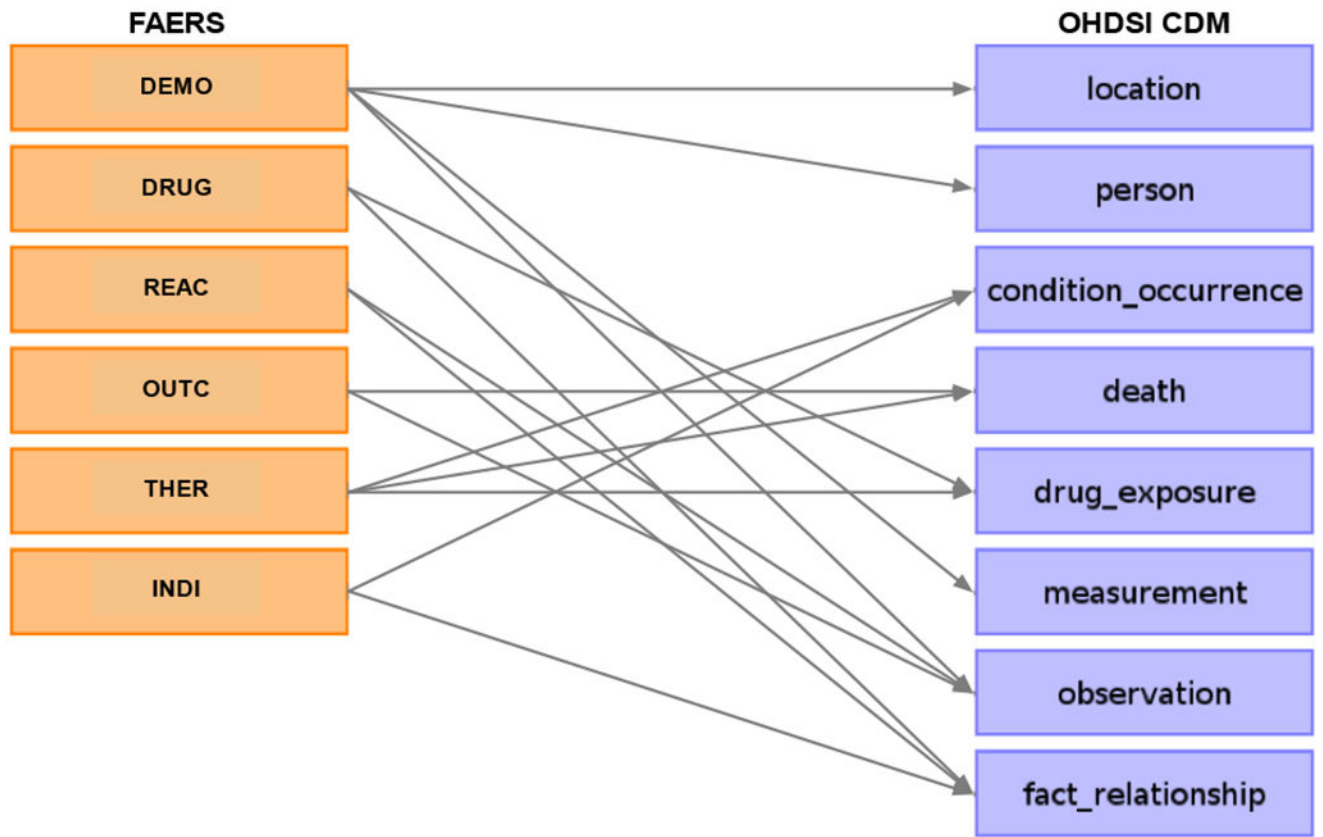 FAERS
OHDSI CDM
DEMO
location
DRUG
person
REAC
condition_occurrence
OUTC
death
THER
drug_exposure
INDI
measurement
observation
fact_relationship